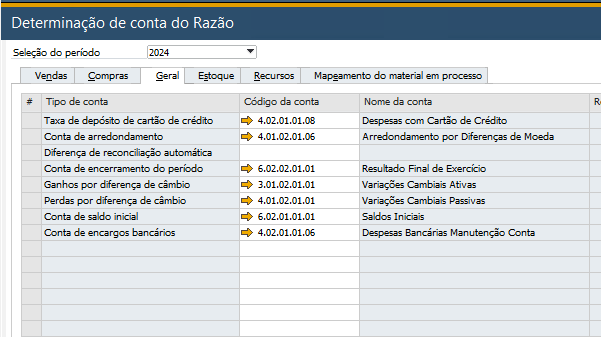 Determinação de conta do Razão
Seleção do período 2024
Vendas Compras Geral Estoque Recursos Mapeamento do material em processo
# Tipo de conta Código da conta Nome da conta R
Taxa de depósito de cartão de crédito 4.02.01.01.08 Despesas com Cartão de Crédito
Conta de arredondamento 4.01.02.01.06 Arredondamento por Diferenças de Moeda
Diferença de reconciliação automática
Conta de encerramento do período 6.02.02.01.01 Resultado Final de Exercício
Ganhos por diferença de câmbio 3.01.02.01.01 Variações Cambiais Ativas
Perdas por diferença de câmbio 4.01.02.01.01 Variações Cambiais Passivas
Conta de saldo inicial 6.02.01.01.01 Saldos Iniciais
Conta de encargos bancários 4.02.01.01.06 Despesas Bancárias Manutenção Conta